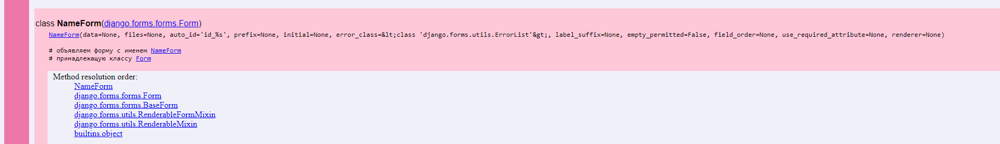 class NameForm(django.forms.forms.Form)
NameForm(data=None, files=None, auto_id='id_%s', prefix=None, initial=None, error_class=&lt;class 'django.forms.utils.ErrorList'&gt;, label_suffix=None, empty_permitted=False, field_order=None, use_required_attribute=None, renderer=None)
# объявляем форму с именем NameForm
# принадлежащую классу Form
Method resolution order:
NameForm
django.forms.forms.Form
django.forms.forms.BaseForm
django.forms.utils.RenderableFormMixin
django.forms.utils.RenderableMixin
builtins.object